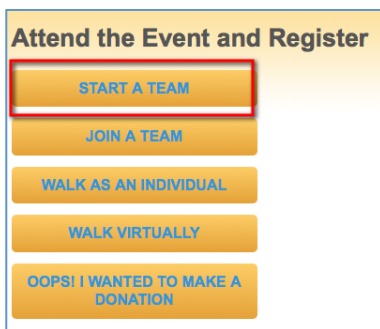 Attend the Event and Register
START A TEAM
JOIN A TEAM
WALK AS AN INDIVIDUAL
WALK VIRTUALLY
OOPS! I WANTED TO MAKE A
DONATION